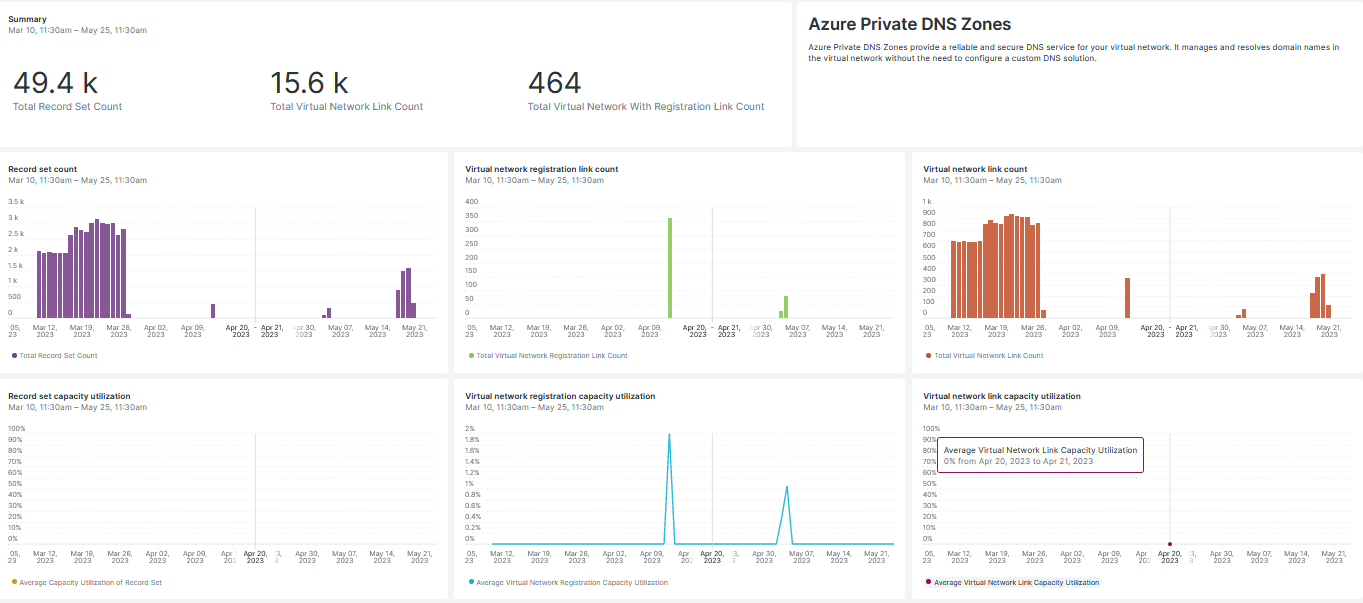 Summary
Mar 10, 11:30am – May 25, 11:30am
49.4 k
Total Record Set Count
15.6 k
Total Virtual Network Link Count
464
Total Virtual Network With Registration Link Count
Azure Private DNS Zones
Azure Private DNS Zones provide a reliable and secure DNS service for your virtual network. It manages and resolves domain names in
the virtual network without the need to configure a custom DNS solution.
Record set count
Mar 10, 11:30am – May 25, 11:30am
3.5 k
3 k
2.5 k
2 k
1.5 k
1 k
500
0
05, Mar 12, Mar 19, Mar 26, Apr 02, Apr 09, Apr 20, - Apr 21, Apr 30, May 07, May 14, May 21,
23 2023 2023 2023 2023 2023 2023 2023 2023 2023 2023 2023
Total Record Set Count
Virtual network registration link count
Mar 10, 11:30am – May 25, 11:30am
400
350
300
250
200
150
100
50
0
05, Mar 12, Mar 19, Mar 26, Apr 02, Apr 09, Apr 20, - Apr 21, Apr 30, May 07, May 14, May 21,
23 2023 2023 2023 2023 2023 2023 2023 2023 2023 2023 2023
Total Virtual Network Registration Link Count
Virtual network link count
Mar 10, 11:30am – May 25, 11:30am
1 k
900
800
700
600
500
400
300
200
100
0
05, Mar 12, Mar 19, Mar 26, Apr 02, Apr 09, Apr 20, - Apr 21, Apr 30, May 07, May 14, May 21,
23 2023 2023 2023 2023 2023 2023 2023 2023 2023 2023 2023
Total Virtual Network Link Count
Record set capacity utilization
Mar 10, 11:30am – May 25, 11:30am
100%
90%
80%
70%
60%
50%
40%
30%
20%
10%
0%
05, Mar 12, Mar 19, Mar 26, Apr 02, Apr 09, Apr Apr 20, 3, Apr 30, May 07, May 14, May 21,
23 2023 2023 2023 2023 2023 20 2023 2023 2023 2023 2023
Average Capacity Utilization of Record Set
Virtual network registration capacity utilization
Mar 10, 11:30am – May 25, 11:30am
2%
1.8%
1.6%
1.4%
1.2%
1%
0.8%
0.6%
0.4%
0.2%
0%
05, Mar 12, Mar 19, Mar 26, Apr 02, Apr 09, Apr Apr 20, 3, Apr 30, May 07, May 14, May 21,
23 2023 2023 2023 2023 2023 20 2023 2023 2023 2023 2023
Average Virtual Network Registration Capacity Utilization
Virtual network link capacity utilization
Mar 10, 11:30am – May 25, 11:30am
100%
90%
80%
70%
60%
50%
40%
30%
20%
10%
0%
Average Virtual Network Link Capacity Utilization
0% from Apr 20, 2023 to Apr 21, 2023
05, Mar 12, Mar 19, Mar 26, Apr 02, Apr 09, Apr Apr 20, 3, Apr 30, May 07, May 14, May 21,
23 2023 2023 2023 2023 2023 20 2023 3 2023 2023 2023 2023
Average Virtual Network Link Capacity Utilization